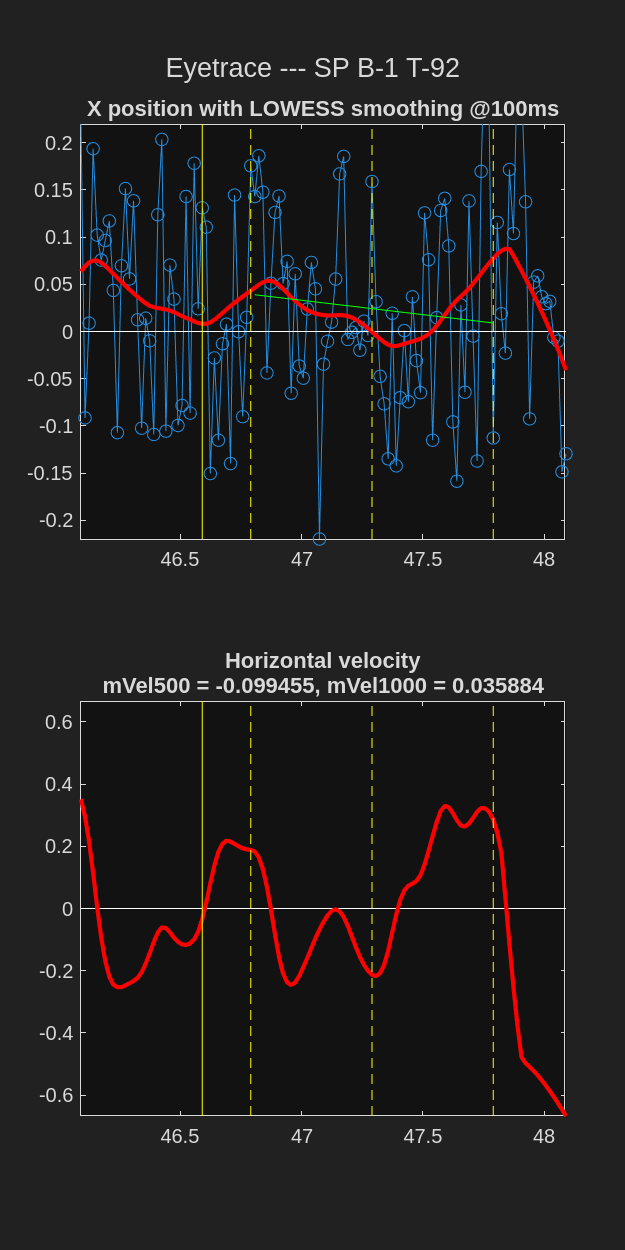 Eyetrace --- SP B-1 T-92
X position with LOWESS smoothing @100ms
0.2
0.15
0.1
0.05
0
-0.05
-0.1
-0.15
-0.2
46.5 47 47.5 48
Horizontal velocity
mVel500 = -0.099455, mVel1000 = 0.035884
0.6
0.4
0.2
0
-0.2
-0.4
-0.6
46.5 47 47.5 48